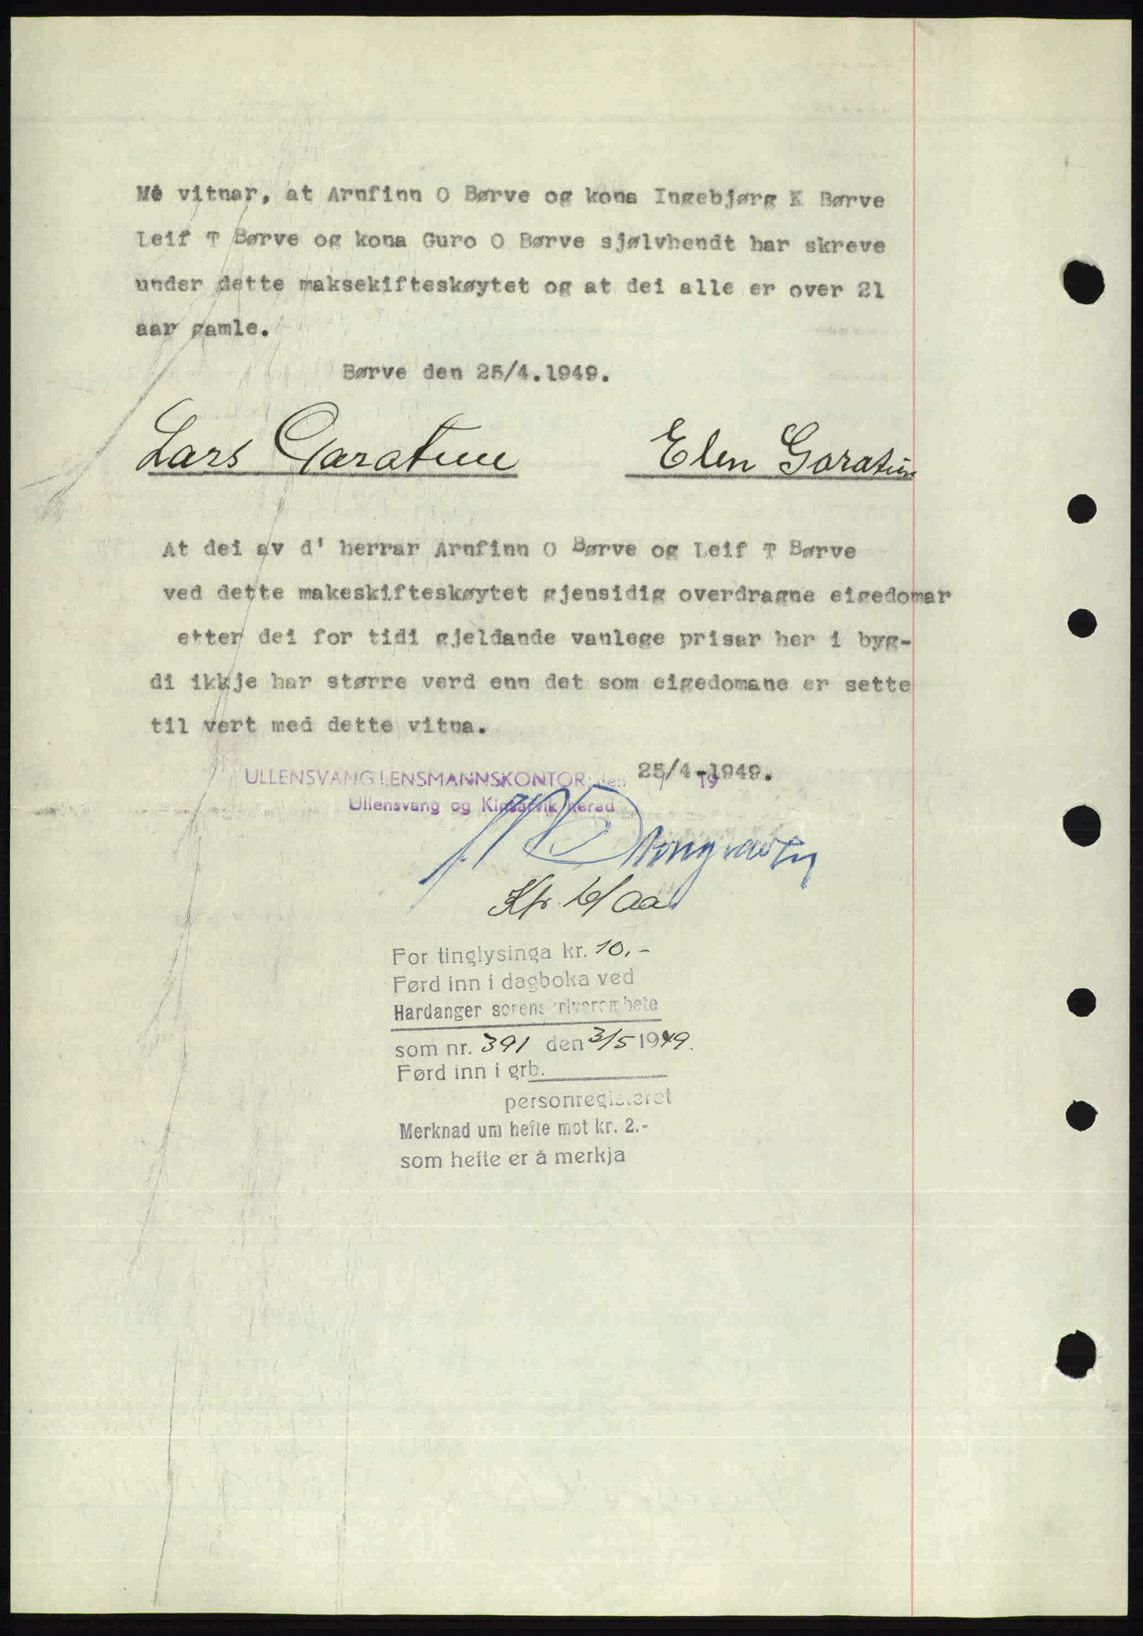 Me vitnar, at Arnfinn O Børve og kona Ingebjørg K Børve
Leif T Børve og kona Guro O Børve sjølvhendt har skreve
under dette maksekifteskøytet og at dei alle er over 21
aar gamle.
Børve den 25/4.1949.
Lars Garatun Elen Garatun
At dei av d' herrar Arnfinn O Børve og Leif T Børve
ved dette makeskifteskøytet gjensidig overdragne eigedomar
etter dei for tidi gjeldande vanlege prisar her i byg-
di ikkje har større verd enn det som eigedomane er sette
til vert med dette vitna.
25/4-1949.
ULLENSVANG LENSMANNSKONTOR, den / 19
Ullensvang og Kinsarvik herad
For tinglysinga kr. 10,-
Førd inn i dagboka ved
Hardanger sorenskriverembete
som nr. 391 den 3/5 1949.
Førd inn i grb.
personregisteret
Merknad um hefte mot kr. 2.-
som hefte er å merkja